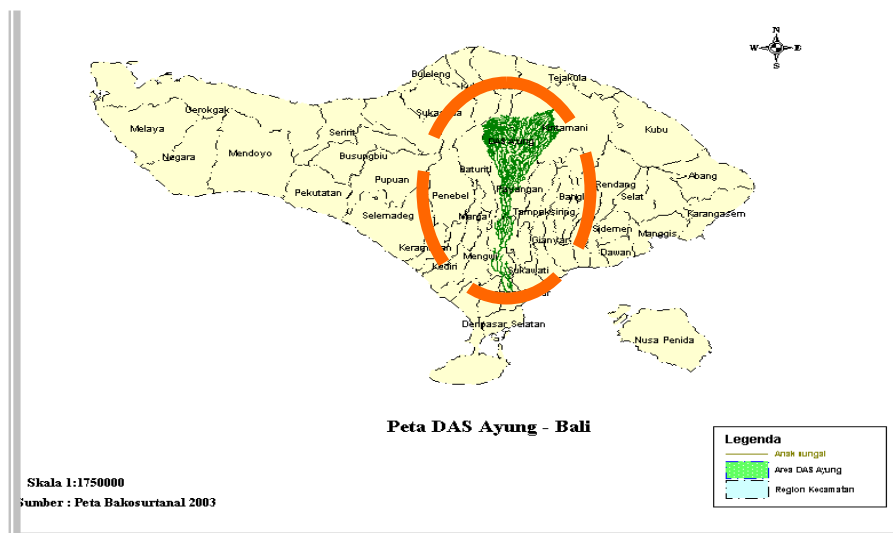 N
W E
S
Buleleng
Tejakula
Gerokgak
Sukasada
Melaya
Seririt
Kintamani
Kubu
DAS Ayung
Negara
Mendoyo
Busungbiu
Baturiti
Abang
Pupuan
Rendang
Pekutatan
Penebel
Payangan
Bangli
Selat
Selemadeg
Marga
Tampaksiring
Karangasem
Sidemen
Manggis
Kerambitan
Gianyar
Mengwi
Dawan
Kediri
Sukawati
Denpasar Selatan
Nusa Penida
Peta DAS Ayung - Bali
Legenda
Anak sungai
Area DAS Ayung
Region Kecamatan
Skala 1:1750000
Sumber : Peta Bakosurtanal 2003